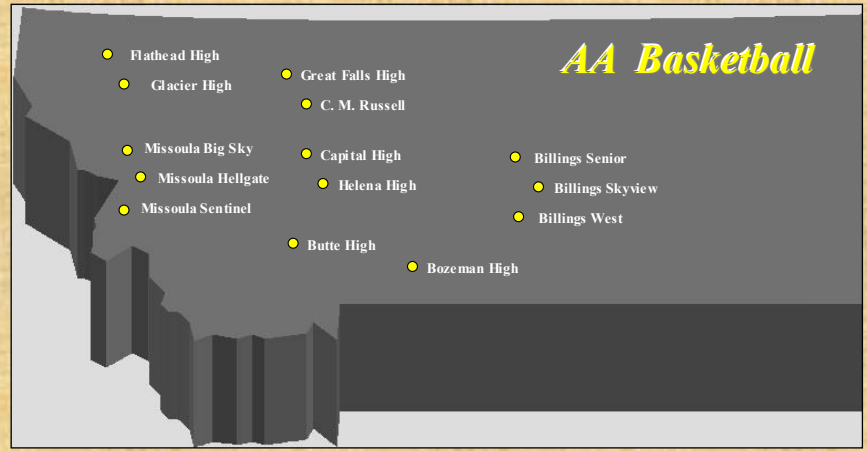 AA Basketball
Flathead High
Great Falls High
Glacier High
C. M. Russell
Missoula Big Sky
Capital High
Billings Senior
Missoula Hellgate
Helena High
Billings Skyview
Missoula Sentinel
Billings West
Butte High
Bozeman High